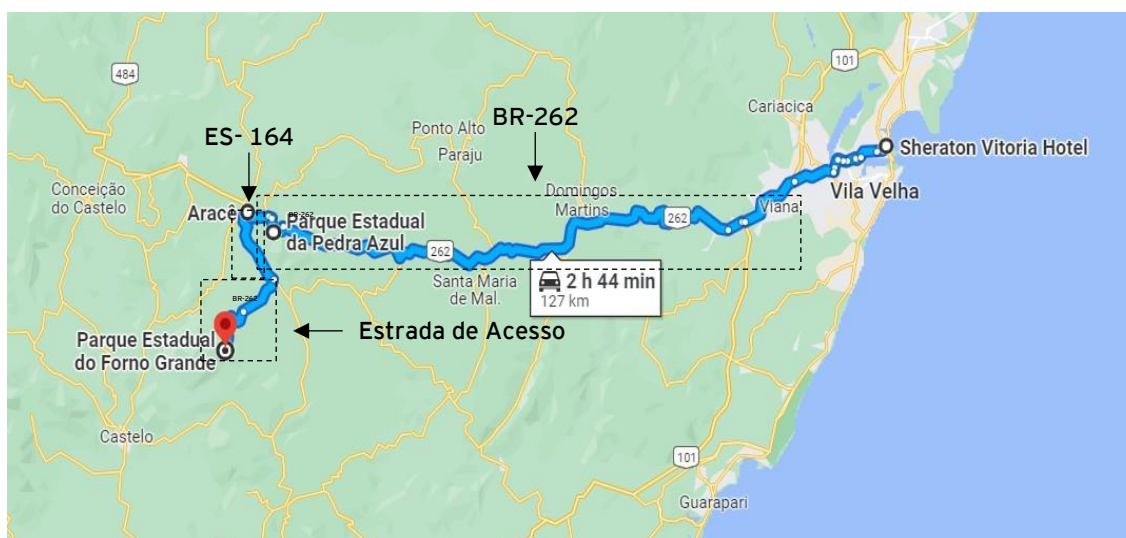 484
101
BR-262
Cariacica
ES- 164
Ponto Alto
Paraju
Sheraton Vitoria Hotel
Conceição
do Castelo
Domingos
Martins
Vila Velha
Aracê
BR-262
Viana
262
Parque Estadual
da Pedra Azul
262
Santa Maria
de Mal.
2 h 44 min
127 km
BR-262
Estrada de Acesso
Parque Estadual
do Forno Grande
Castelo
101
Guarapari